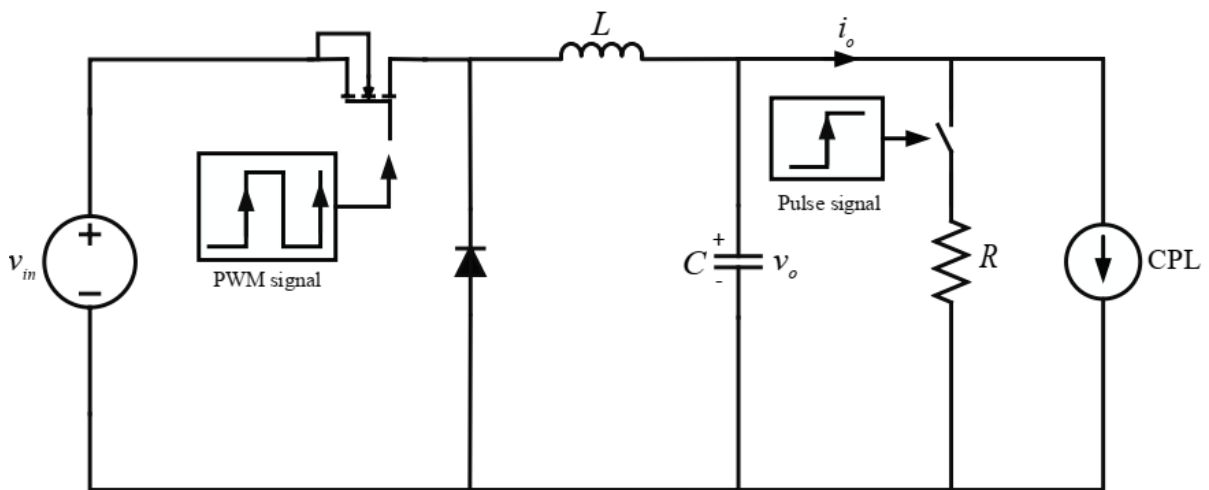 L
i_o
Pulse signal
v_in
+
−
PWM signal
C
+
-
v_o
R
CPL